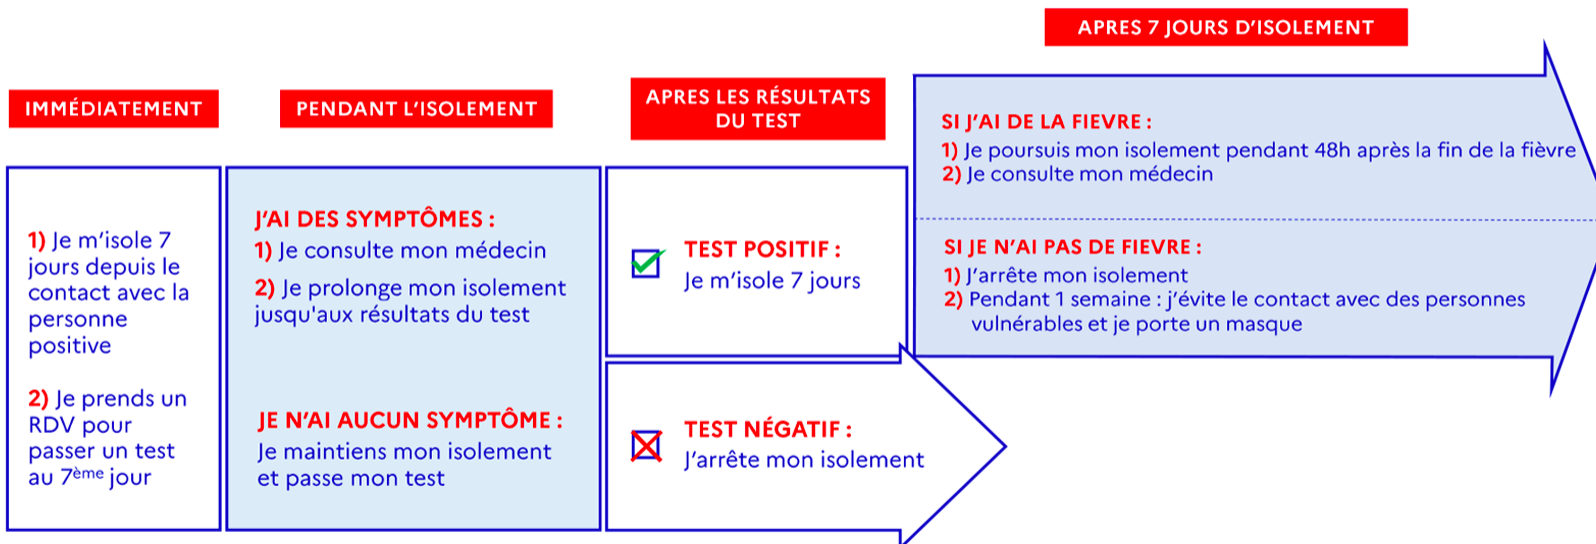 IMMÉDIATEMENT
1) Je m'isole 7
jours depuis le
contact avec la
personne
positive
2) Je prends un
RDV pour
passer un test
au 7ème jour
PENDANT L'ISOLEMENT
J'AI DES SYMPTÔMES :
1) Je consulte mon médecin
2) Je prolonge mon isolement
jusqu'aux résultats du test
JE N'AI AUCUN SYMPTÔME :
Je maintiens mon isolement
et passe mon test
APRES LES RÉSULTATS
DU TEST
TEST POSITIF :
Je m'isole 7 jours
TEST NÉGATIF :
J'arrête mon isolement
APRES 7 JOURS D'ISOLEMENT
SI J'AI DE LA FIEVRE :
1) Je poursuis mon isolement pendant 48h après la fin de la fièvre
2) Je consulte mon médecin
SI JE N'AI PAS DE FIEVRE :
1) J'arrête mon isolement
2) Pendant 1 semaine : j'évite le contact avec des personnes
vulnérables et je porte un masque